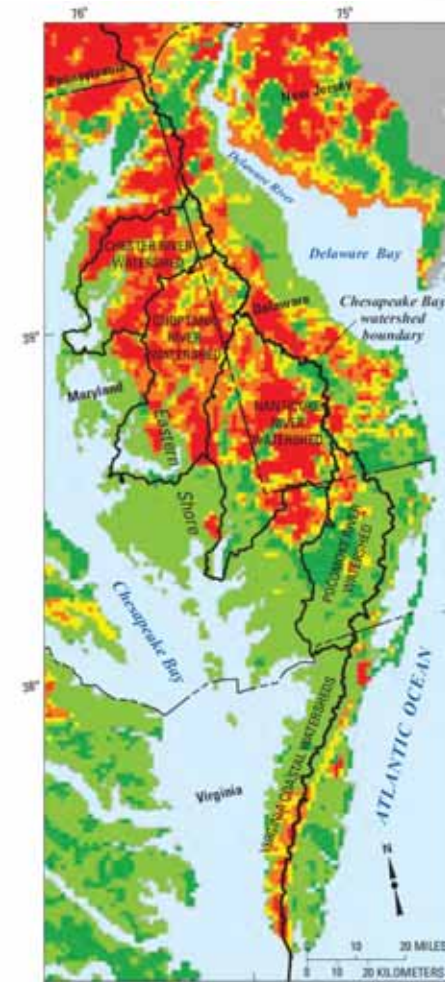 76°
75°
Pennsylvania
New Jersey
Delaware River
CHESTER RIVER
WATERSHED
Delaware Bay
Delaware
Chesapeake Bay
watershed
boundary
39°
CHOPTANK
RIVER
WATERSHED
Maryland
NANTICOKE
RIVER
WATERSHED
Eastern
Shore
POCOMOKE RIVER
WATERSHED
Chesapeake Bay
38°
ATLANTIC OCEAN
VIRGINIA COASTAL WATERSHEDS
Virginia
N
0 10 20 MILES
0 10 20 KILOMETERS